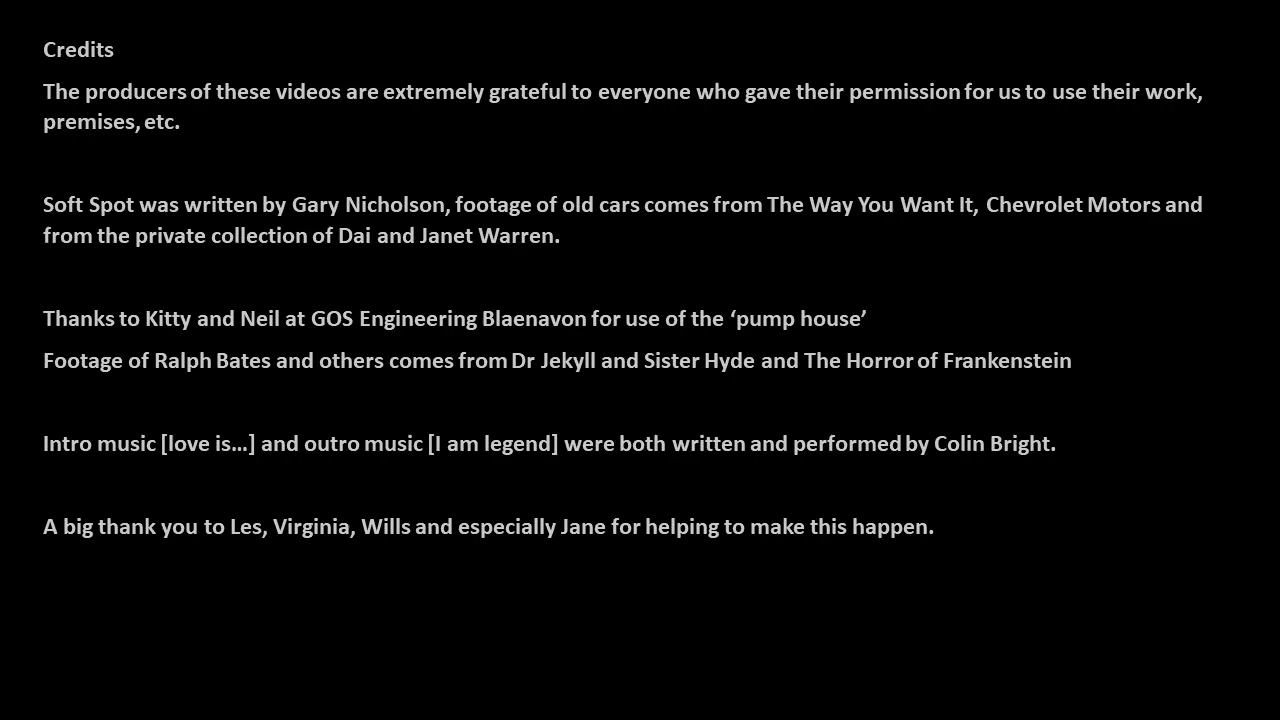 Credits
The producers of these videos are extremely grateful to everyone who gave their permission for us to use their work,
premises, etc.
Soft Spot was written by Gary Nicholson, footage of old cars comes from The Way You Want It, Chevrolet Motors and
from the private collection of Dai and Janet Warren.
Thanks to Kitty and Neil at GOS Engineering Blaenavon for use of the ‘pump house’
Footage of Ralph Bates and others comes from Dr Jekyll and Sister Hyde and The Horror of Frankenstein
Intro music [love is…] and outro music [I am legend] were both written and performed by Colin Bright.
A big thank you to Les, Virginia, Wills and especially Jane for helping to make this happen.